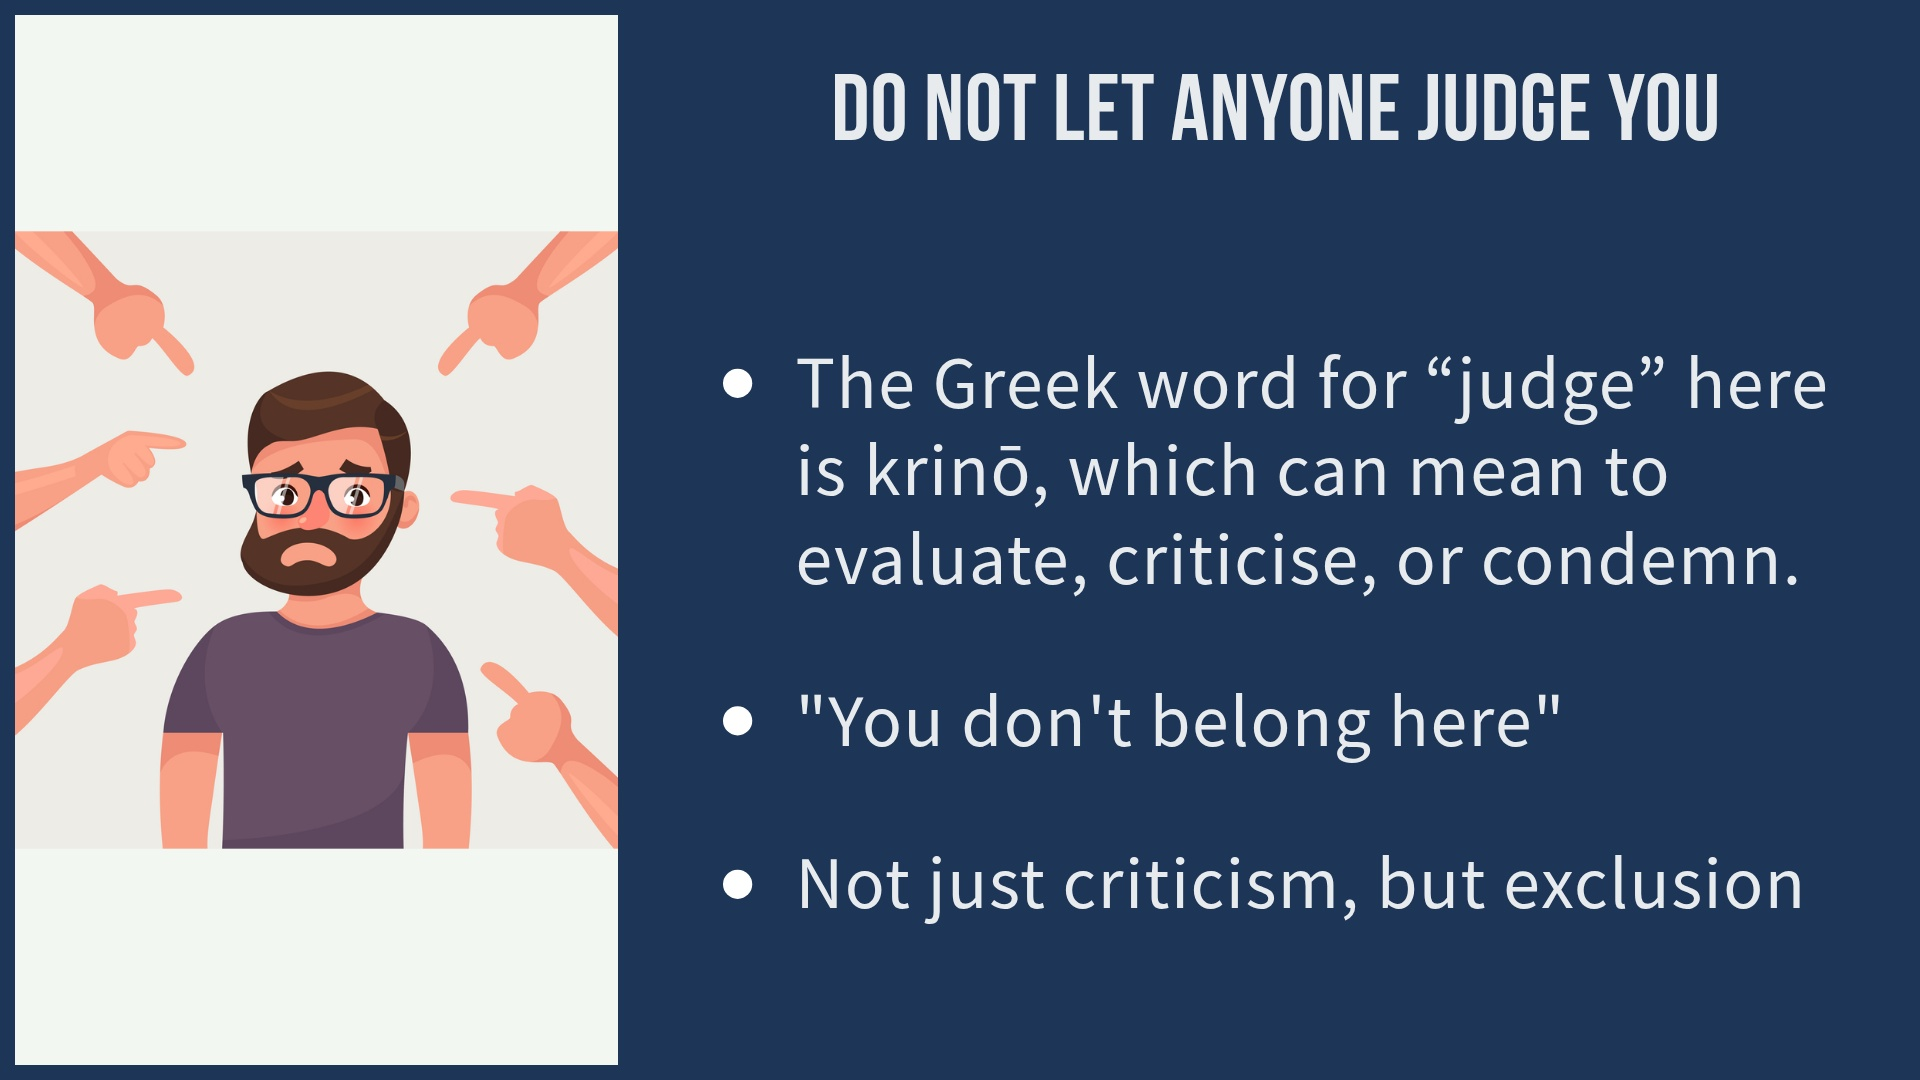 DO NOT LET ANYONE JUDGE YOU
• The Greek word for “judge” here
is krinō, which can mean to
evaluate, criticise, or condemn.
• "You don't belong here"
• Not just criticism, but exclusion